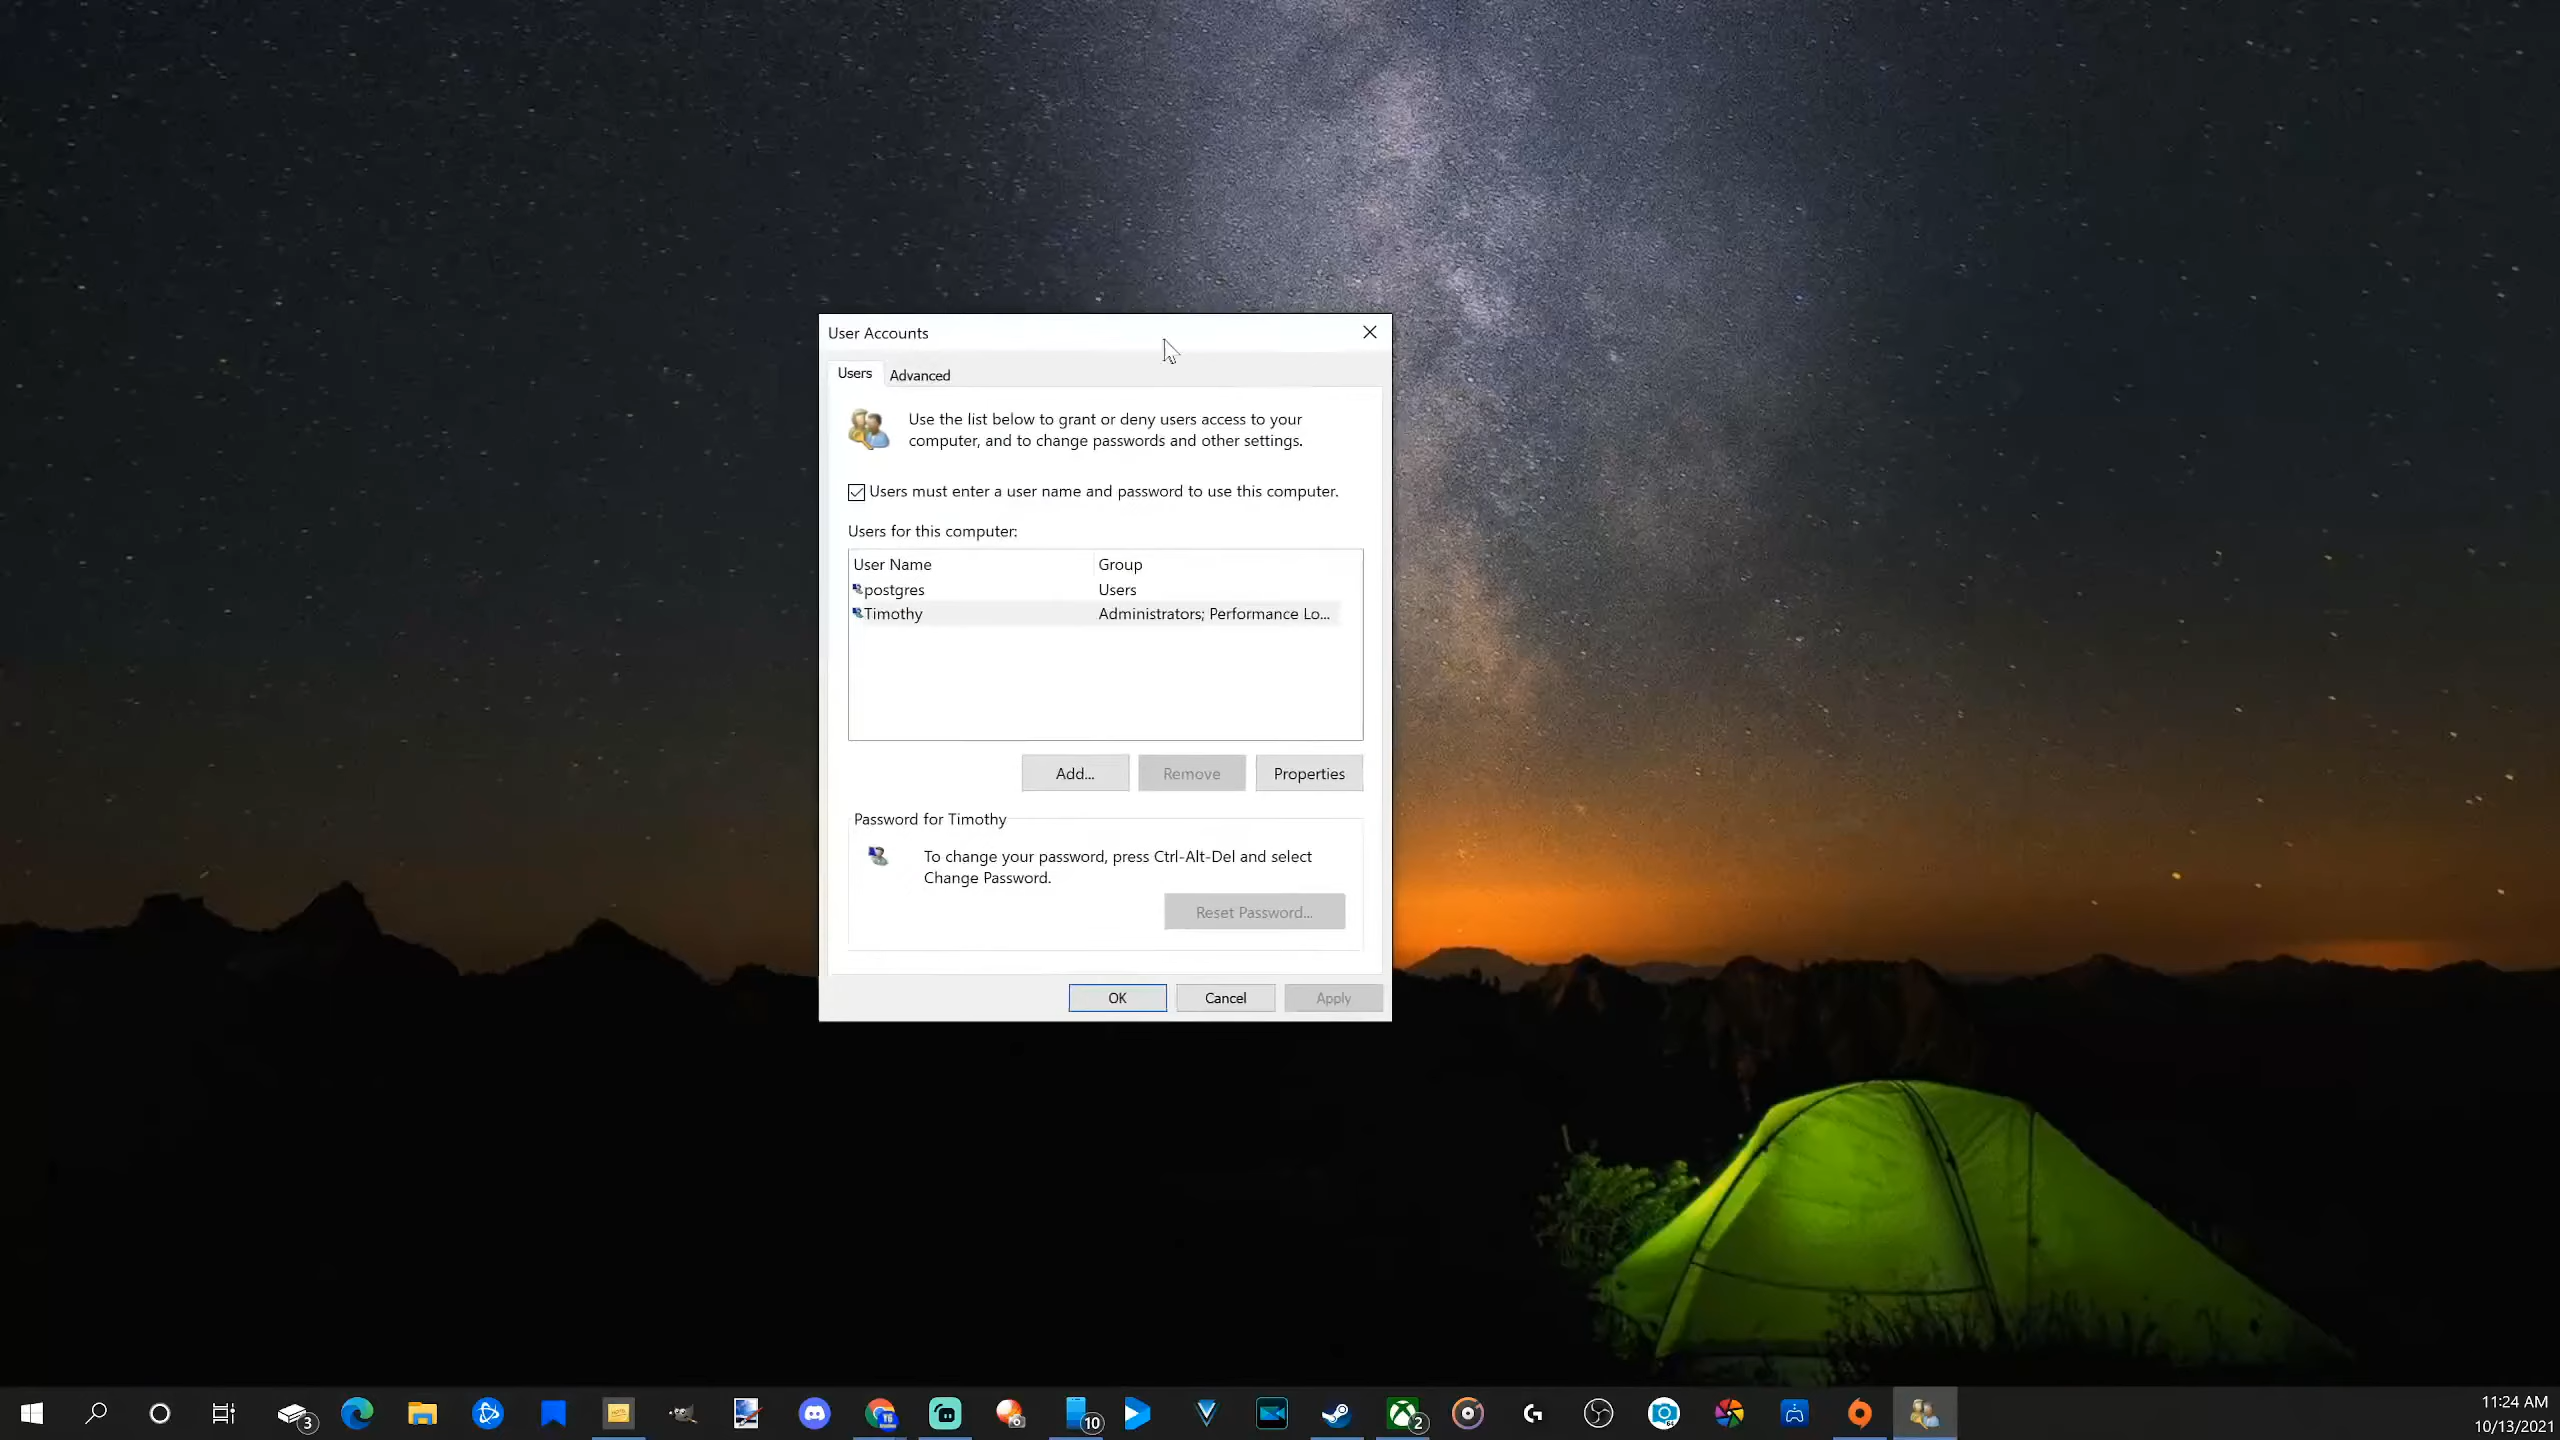 User Accounts
Users
Advanced
Use the list below to grant or deny users access to your
computer, and to change passwords and other settings.
Users must enter a user name and password to use this computer.
Users for this computer:
User Name Group
postgres Users
Timothy Administrators; Performance Lo...
Add... Remove Properties
Password for Timothy
To change your password, press Ctrl-Alt-Del and select
Change Password.
Reset Password...
OK Cancel Apply
3
10
2
64
11:24 AM
10/13/2021